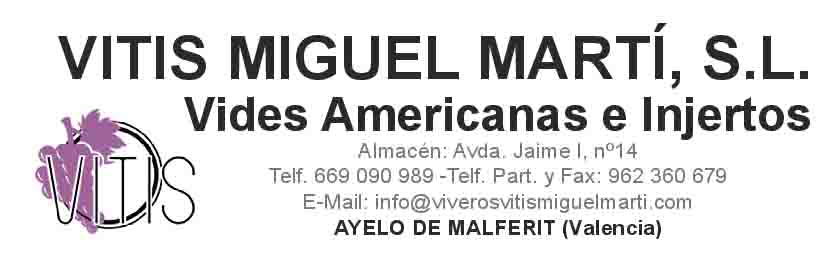 VITIS MIGUEL MARTÍ, S.L.
Vides Americanas e Injertos
Almacén: Avda. Jaime I, nº14
Telf. 669 090 989 -Telf. Part. y Fax: 962 360 679
E-Mail: info@viverosvitismiguelmarti.com
AYELO DE MALFERIT (Valencia)
VITIS